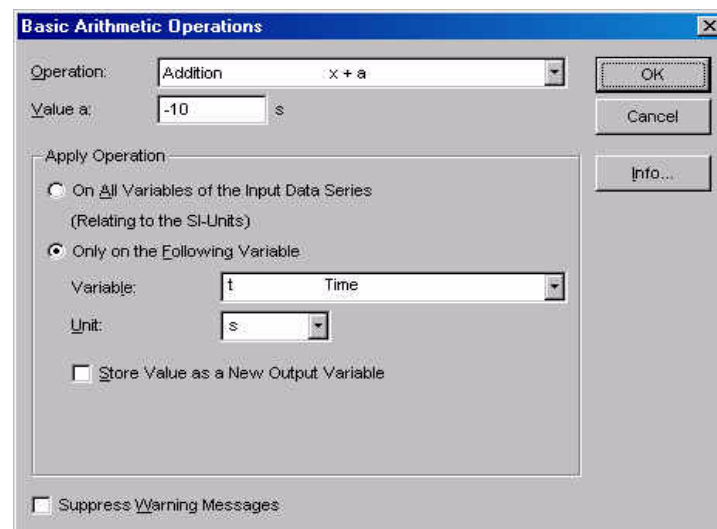 Basic Arithmetic Operations
Operation: Addition x + a
OK
Value a: -10 s
Cancel
Apply Operation
Info...
On All Variables of the Input Data Series
(Relating to the SI-Units)
Only on the Following Variable
Variable: t Time
Unit: s
Store Value as a New Output Variable
Suppress Warning Messages